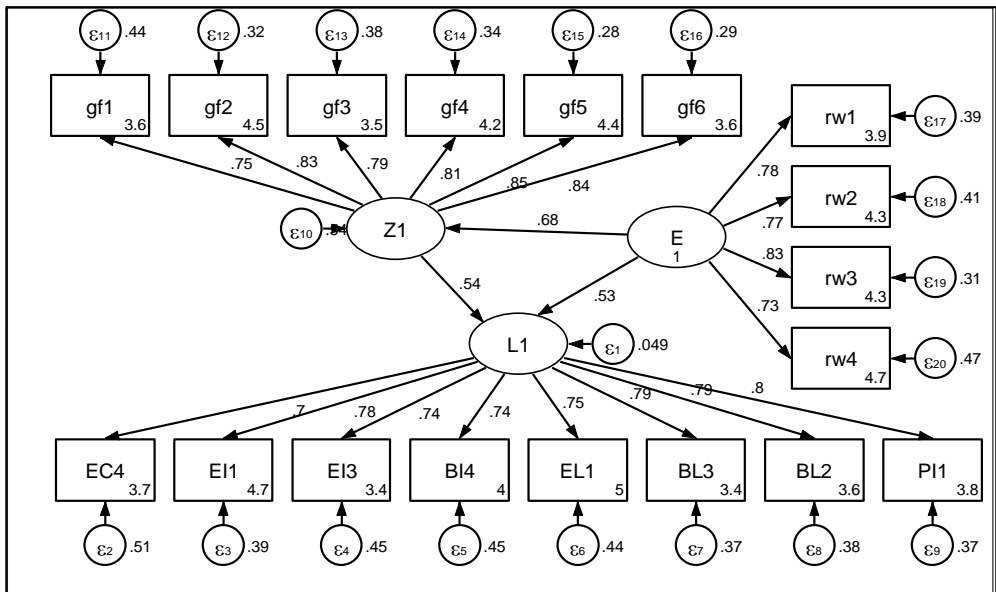 ε11 .44 ε12 .32 ε13 .38 ε14 .34 ε15 .28 ε16 .29
gf1 3.6 gf2 4.5 gf3 3.5 gf4 4.2 gf5 4.4 gf6 3.6
rw1 3.9 ε17 .39
.75 .83 .79 .81 .85 .84
.78
rw2 4.3 ε18 .41
.77
ε10 .54 Z1 .68 E 1
.83
rw3 4.3 ε19 .31
.54 .53 .73
L1 ε1 .049
rw4 4.7 ε20 .47
.7 .78 .74 .74 .75 .79 .79 .8
EC4 3.7 EI1 4.7 EI3 3.4 BI4 4 EL1 5 BL3 3.4 BL2 3.6 PI1 3.8
ε2 .51 ε3 .39 ε4 .45 ε5 .45 ε6 .44 ε7 .37 ε8 .38 ε9 .37